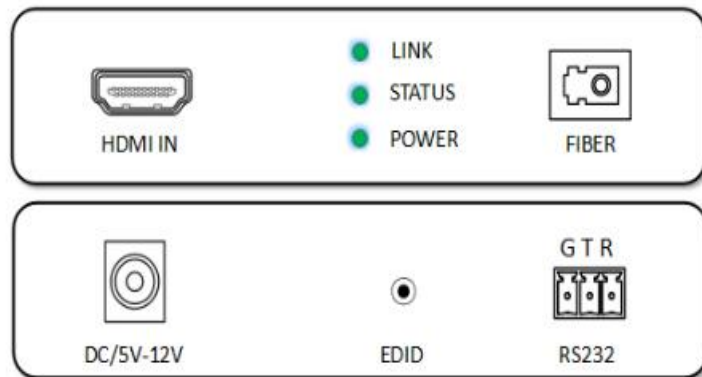 LINK
STATUS
POWER
HDMI IN
FIBER
G T R
DC/5V-12V
EDID
RS232